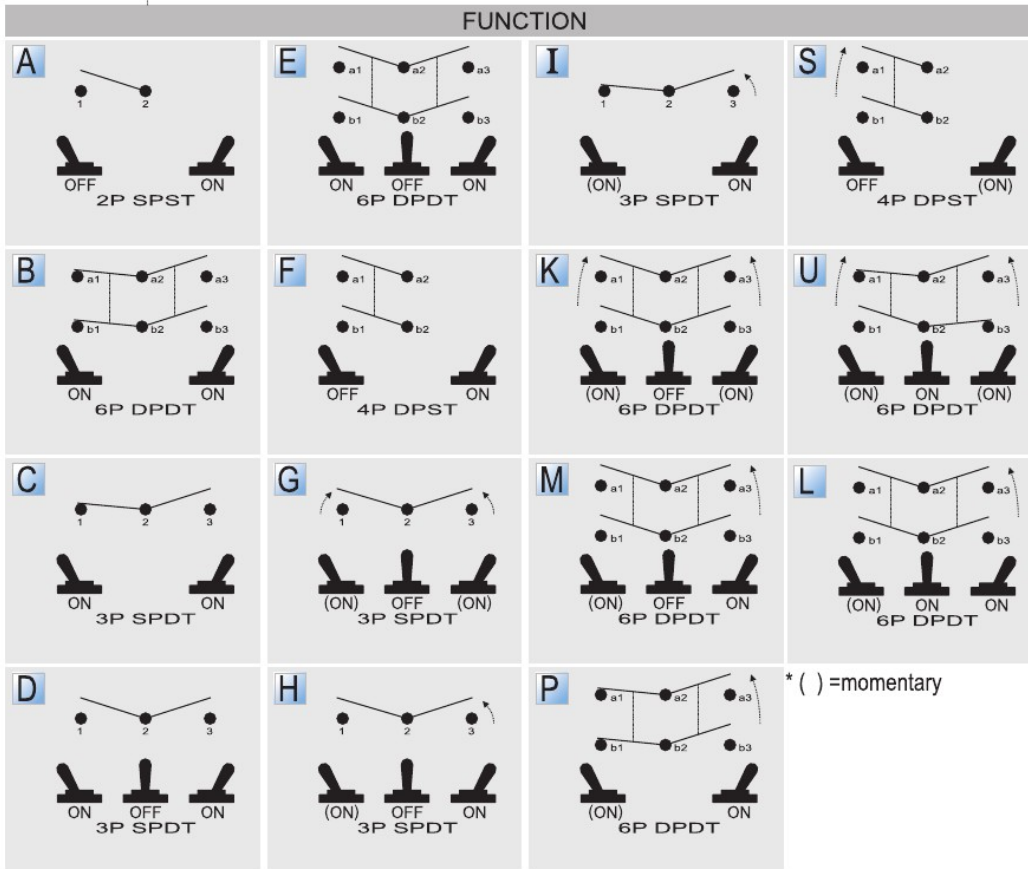 FUNCTION
A
1 2
OFF ON
2P SPST
E
a1 a2 a3
b1 b2 b3
ON OFF ON
6P DPDT
I
1 2 3
(ON) ON
3P SPDT
S
a1 a2
b1 b2
OFF (ON)
4P DPST
B
a1 a2 a3
b1 b2 b3
ON ON
6P DPDT
F
a1 a2
b1 b2
OFF ON
4P DPST
K
a1 a2 a3
b1 b2 b3
(ON) OFF (ON)
6P DPDT
U
a1 a2 a3
b1 b2 b3
(ON) ON (ON)
6P DPDT
C
1 2 3
ON ON
3P SPDT
G
1 2 3
(ON) OFF (ON)
3P SPDT
M
a1 a2 a3
b1 b2 b3
(ON) OFF ON
6P DPDT
L
a1 a2 a3
b1 b2 b3
(ON) ON ON
6P DPDT
D
1 2 3
ON OFF ON
3P SPDT
H
1 2 3
(ON) OFF ON
3P SPDT
P
a1 a2 a3
b1 b2 b3
(ON) ON
6P DPDT
* ( ) =momentary